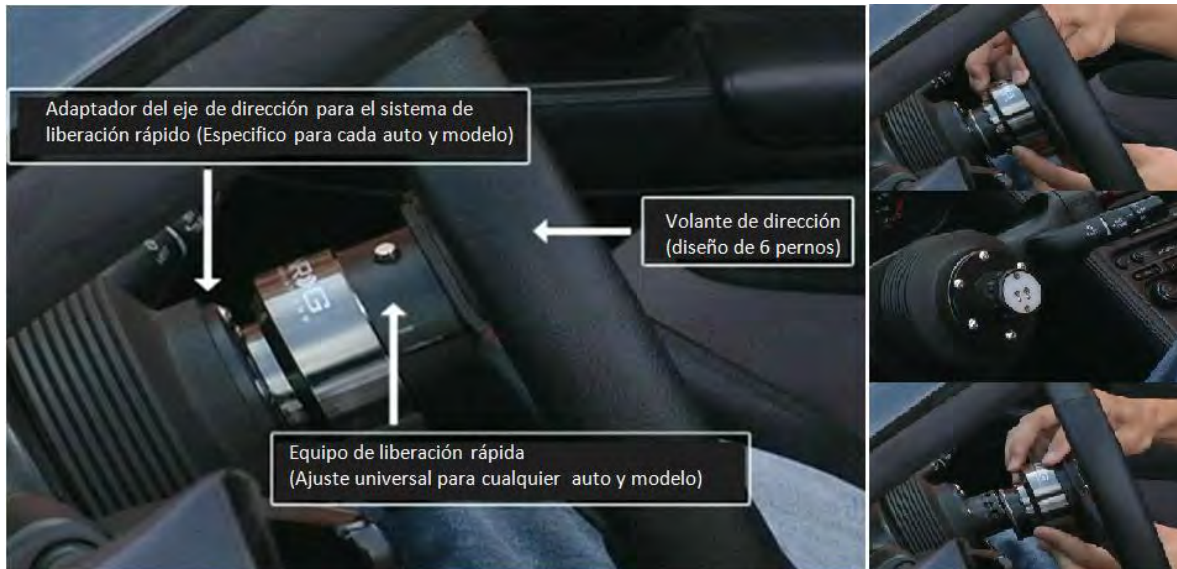 Adaptador del eje de dirección para el sistema de
liberación rápido (Especifico para cada auto y modelo)
Volante de dirección
(diseño de 6 pernos)
RNG
Equipo de liberación rápida
(Ajuste universal para cualquier auto y modelo)